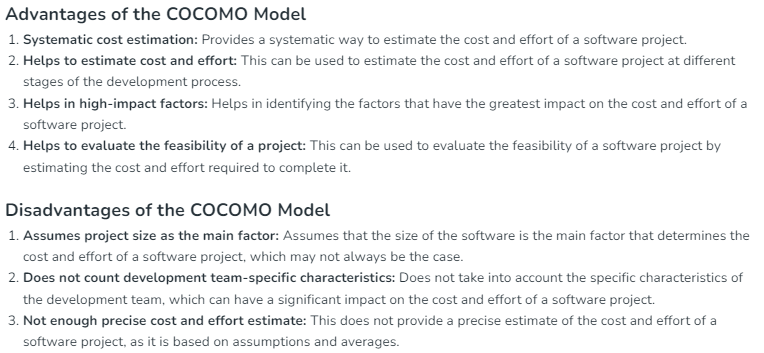 Advantages of the COCOMO Model
1. Systematic cost estimation: Provides a systematic way to estimate the cost and effort of a software project.
2. Helps to estimate cost and effort: This can be used to estimate the cost and effort of a software project at different
stages of the development process.
3. Helps in high-impact factors: Helps in identifying the factors that have the greatest impact on the cost and effort of a
software project.
4. Helps to evaluate the feasibility of a project: This can be used to evaluate the feasibility of a software project by
estimating the cost and effort required to complete it.
Disadvantages of the COCOMO Model
1. Assumes project size as the main factor: Assumes that the size of the software is the main factor that determines the
cost and effort of a software project, which may not always be the case.
2. Does not count development team-specific characteristics: Does not take into account the specific characteristics of
the development team, which can have a significant impact on the cost and effort of a software project.
3. Not enough precise cost and effort estimate: This does not provide a precise estimate of the cost and effort of a
software project, as it is based on assumptions and averages.